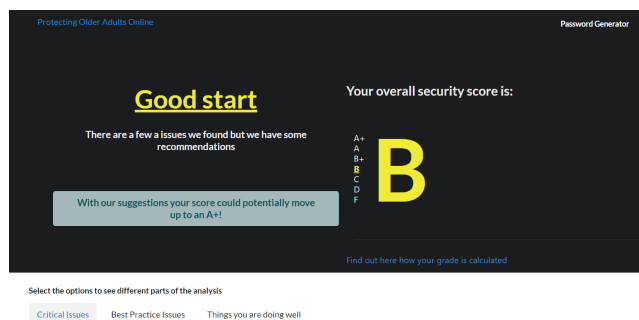 Protecting Older Adults Online
Password Generator
Good start
There are a few a issues we found but we have some
recommendations
With our suggestions your score could potentially move
up to an A+!
Your overall security score is:
A+
A
B+
B
C
D
F
B
Find out here how your grade is calculated
Select the options to see different parts of the analysis
Critical Issues
Best Practice Issues
Things you are doing well